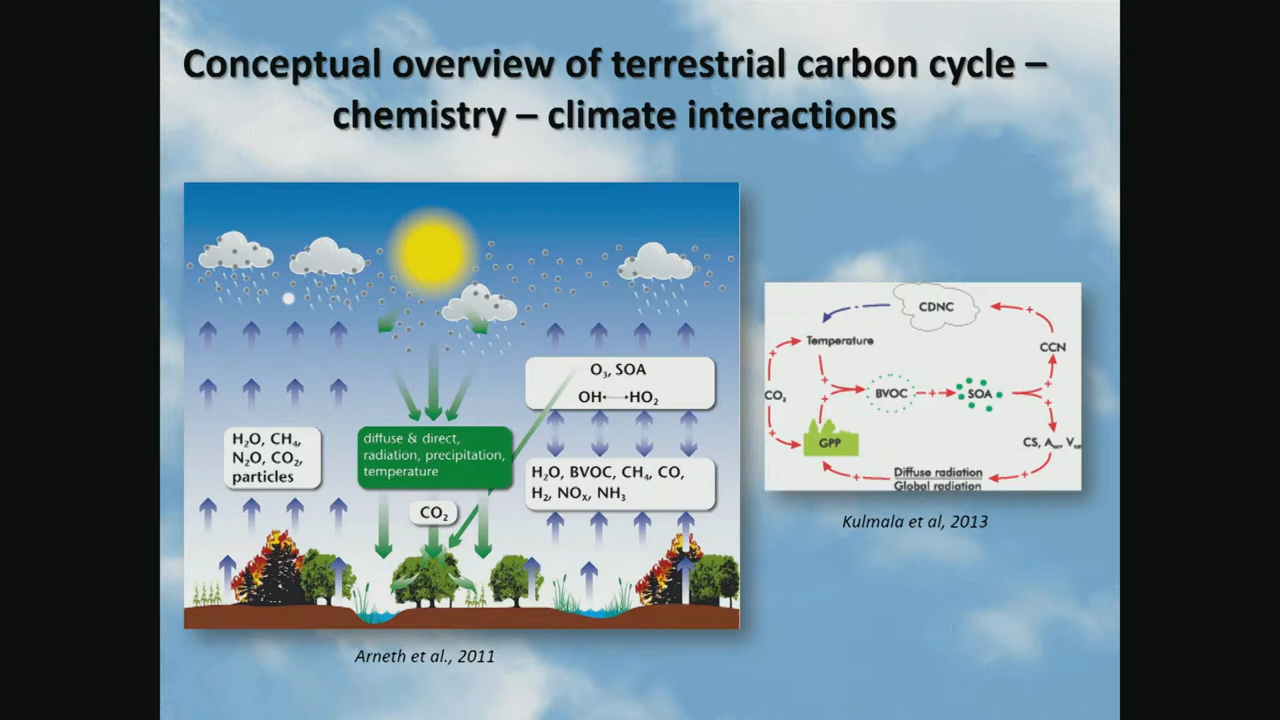 Conceptual overview of terrestrial carbon cycle –
chemistry – climate interactions
O₃, SOA
OH⟷HO₂
H₂O, CH₄,
N₂O, CO₂,
particles
diffuse & direct,
radiation, precipitation,
temperature
H₂O, BVOC, CH₄, CO,
H₂, NOₓ, NH₃
CO₂
Arneth et al., 2011
CDNC
Temperature
CCN
CO₂
BVOC
SOA
GPP
CS, A
Diffuse radiation
Global radiation
Kulmala et al, 2013